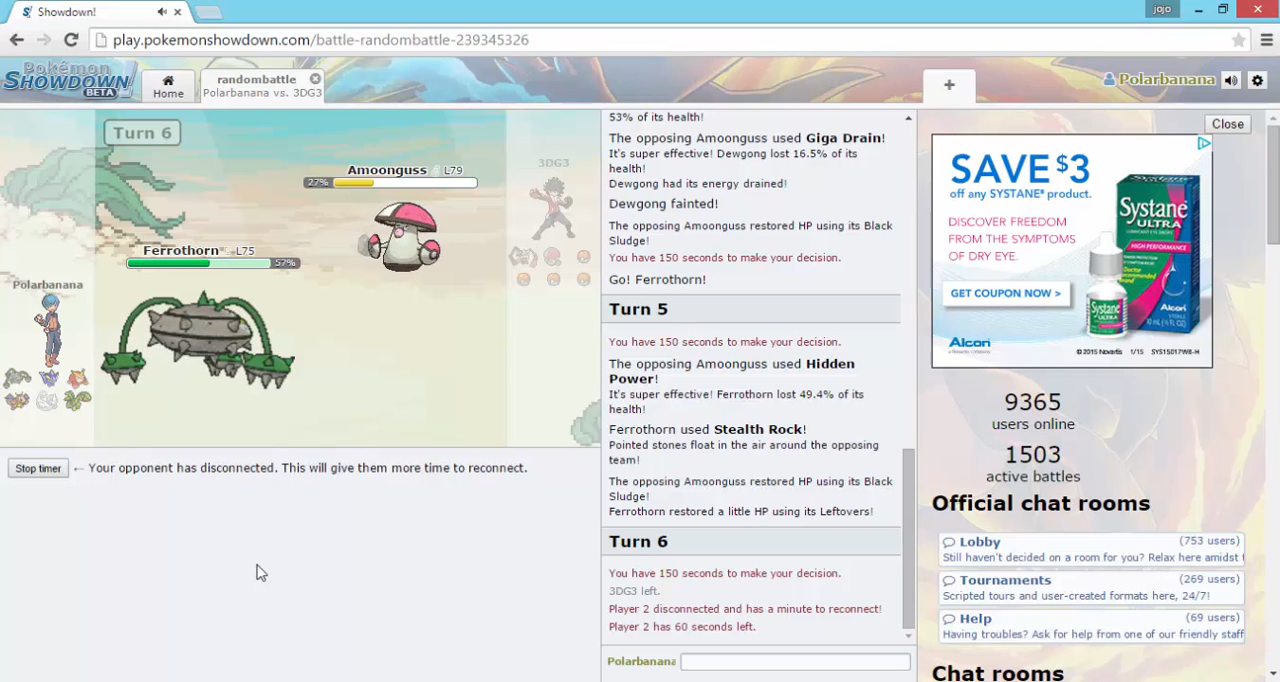 Showdown!
jojo
play.pokemonshowdown.com/battle-randombattle-239345326
Pokémon
SHOWDOWN
BETA
Home
randombattle
Polarbanana vs. 3DG3
+
Polarbanana
Turn 6
Amoonguss L79
27%
3DG3
Ferrothorn L75
57%
Polarbanana
Stop timer ← Your opponent has disconnected. This will give them more time to reconnect.
53% of its health!
The opposing Amoonguss used Giga Drain!
It's super effective! Dewgong lost 16.5% of its
health!
Dewgong had its energy drained!
Dewgong fainted!
The opposing Amoonguss restored HP using its Black
Sludge!
You have 150 seconds to make your decision.
Go! Ferrothorn!
Turn 5
You have 150 seconds to make your decision.
The opposing Amoonguss used Hidden
Power!
It's super effective! Ferrothorn lost 49.4% of its
health!
Ferrothorn used Stealth Rock!
Pointed stones float in the air around the opposing
team!
The opposing Amoonguss restored HP using its Black
Sludge!
Ferrothorn restored a little HP using its Leftovers!
Turn 6
You have 150 seconds to make your decision.
3DG3 left.
Player 2 disconnected and has a minute to reconnect!
Player 2 has 60 seconds left.
Polarbanana
Close
SAVE $3
off any SYSTANE® product.
DISCOVER FREEDOM
FROM THE SYMPTOMS
OF DRY EYE.
GET COUPON NOW >
Alcon
© 2015 Novartis 1/15 SYS15017WB-H
Systane
ULTRA
HIGH PERFORMANCE
Systane
ULTRA
Alcon
9365
users online
1503
active battles
Official chat rooms
Lobby (753 users)
Still haven't decided on a room for you? Relax here amidst t
Tournaments (269 users)
Scripted tours and user-created formats here, 24/7!
Help (69 users)
Having troubles? Ask for help from one of our friendly staff
Chat rooms